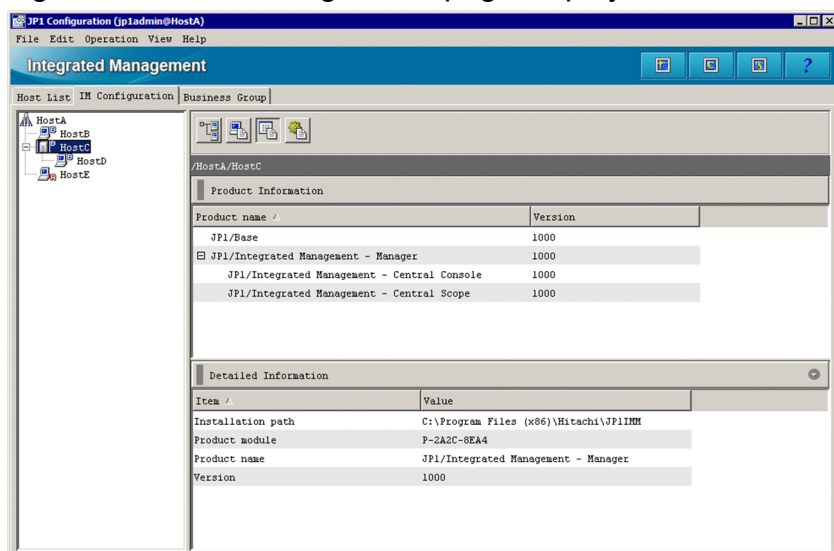 JP1 Configuration (jp1admin@HostA)
File Edit Operation View Help
Integrated Management
Host List IM Configuration Business Group
HostA
HostB
HostC
HostD
HostE
/HostA/HostC
Product Information
Product name Version
JP1/Base 1000
JP1/Integrated Management - Manager 1000
JP1/Integrated Management - Central Console 1000
JP1/Integrated Management - Central Scope 1000
Detailed Information
Item Value
Installation path C:\Program Files (x86)\Hitachi\JP1IMM
Product module P-2A2C-8EA4
Product name JP1/Integrated Management - Manager
Version 1000